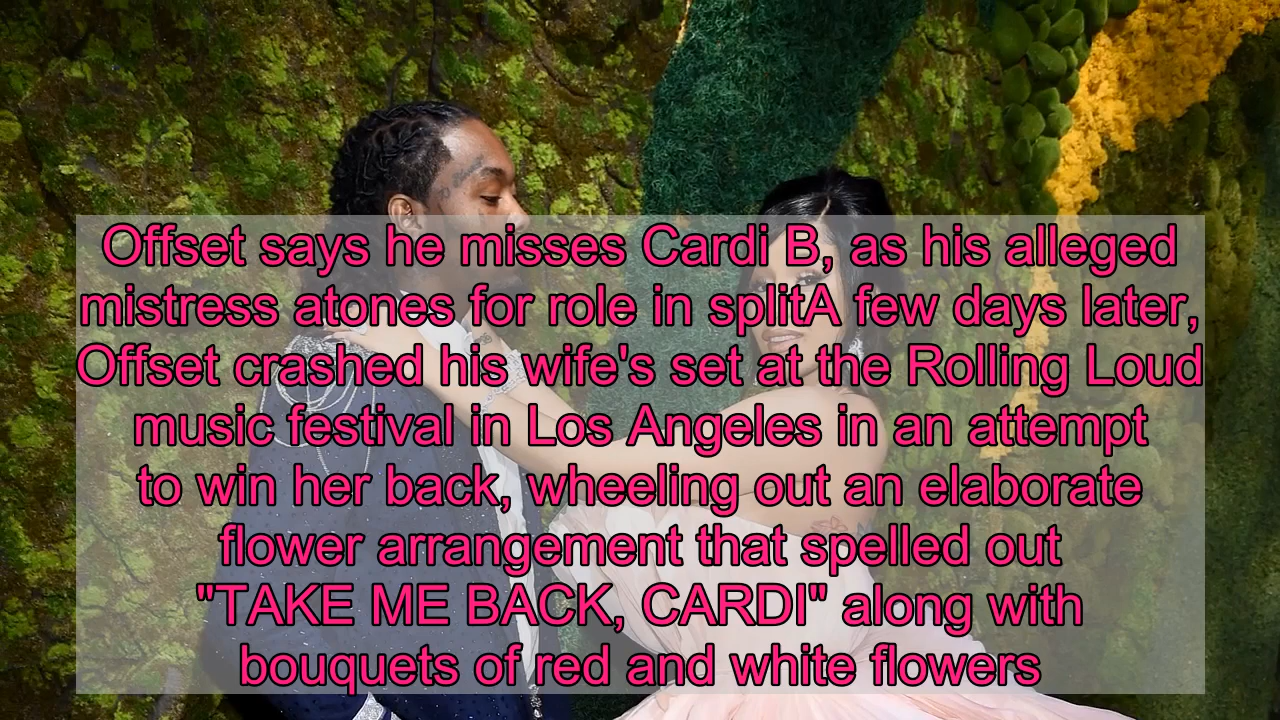 Offset says he misses Cardi B, as his alleged
mistress atones for role in splitA few days later,
Offset crashed his wife's set at the Rolling Loud
music festival in Los Angeles in an attempt
to win her back, wheeling out an elaborate
flower arrangement that spelled out
"TAKE ME BACK, CARDI" along with
bouquets of red and white flowers